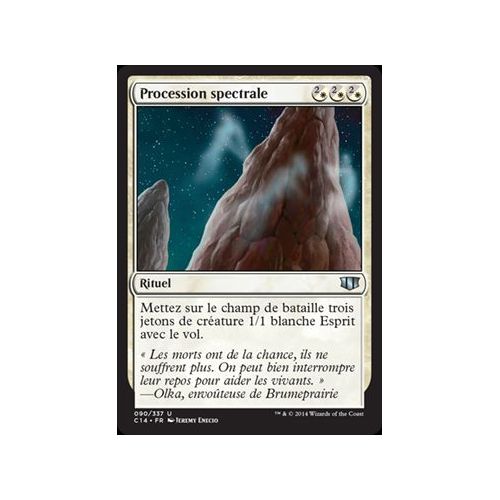 Procession spectrale
Rituel
Mettez sur le champ de bataille trois
jetons de créature 1/1 blanche Esprit
avec le vol.
« Les morts ont de la chance, ils ne
souffrent plus. On peut bien interrompre
leur repos pour aider les vivants. »
—Olka, envoûteuse de Brumeprairie
090/337 U
C14 • FR Jeremy Enecio
™ & © 2014 Wizards of the Coast